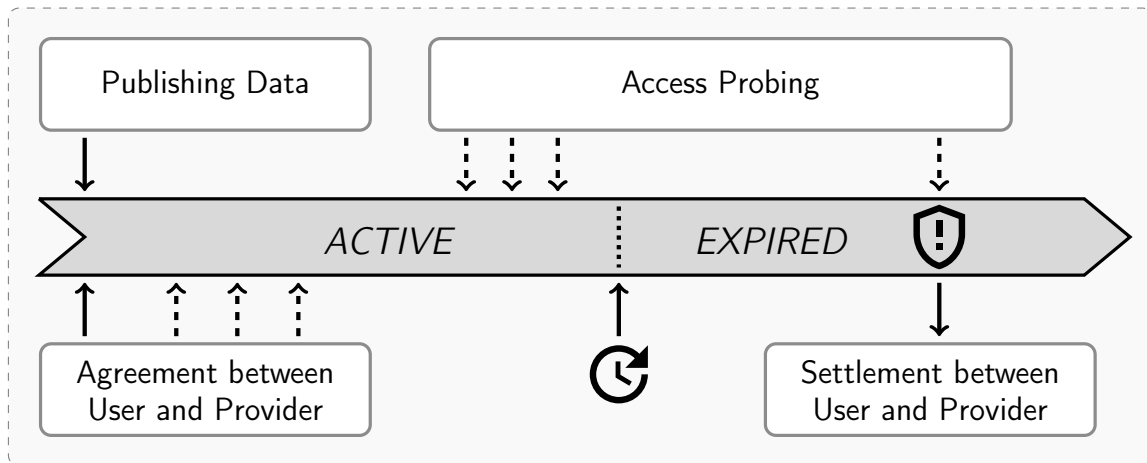 Publishing Data
Access Probing
ACTIVE
EXPIRED
Agreement between
User and Provider
Settlement between
User and Provider